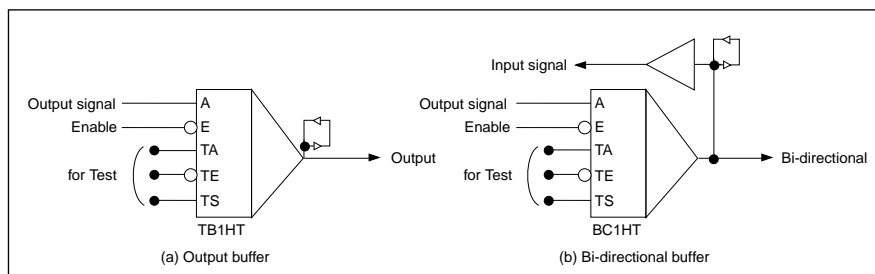 Output signal
Enable
for Test
A
E
TA
TE
TS
TB1HT
Output
(a) Output buffer
Input signal
Output signal
Enable
for Test
A
E
TA
TE
TS
BC1HT
Bi-directional
(b) Bi-directional buffer